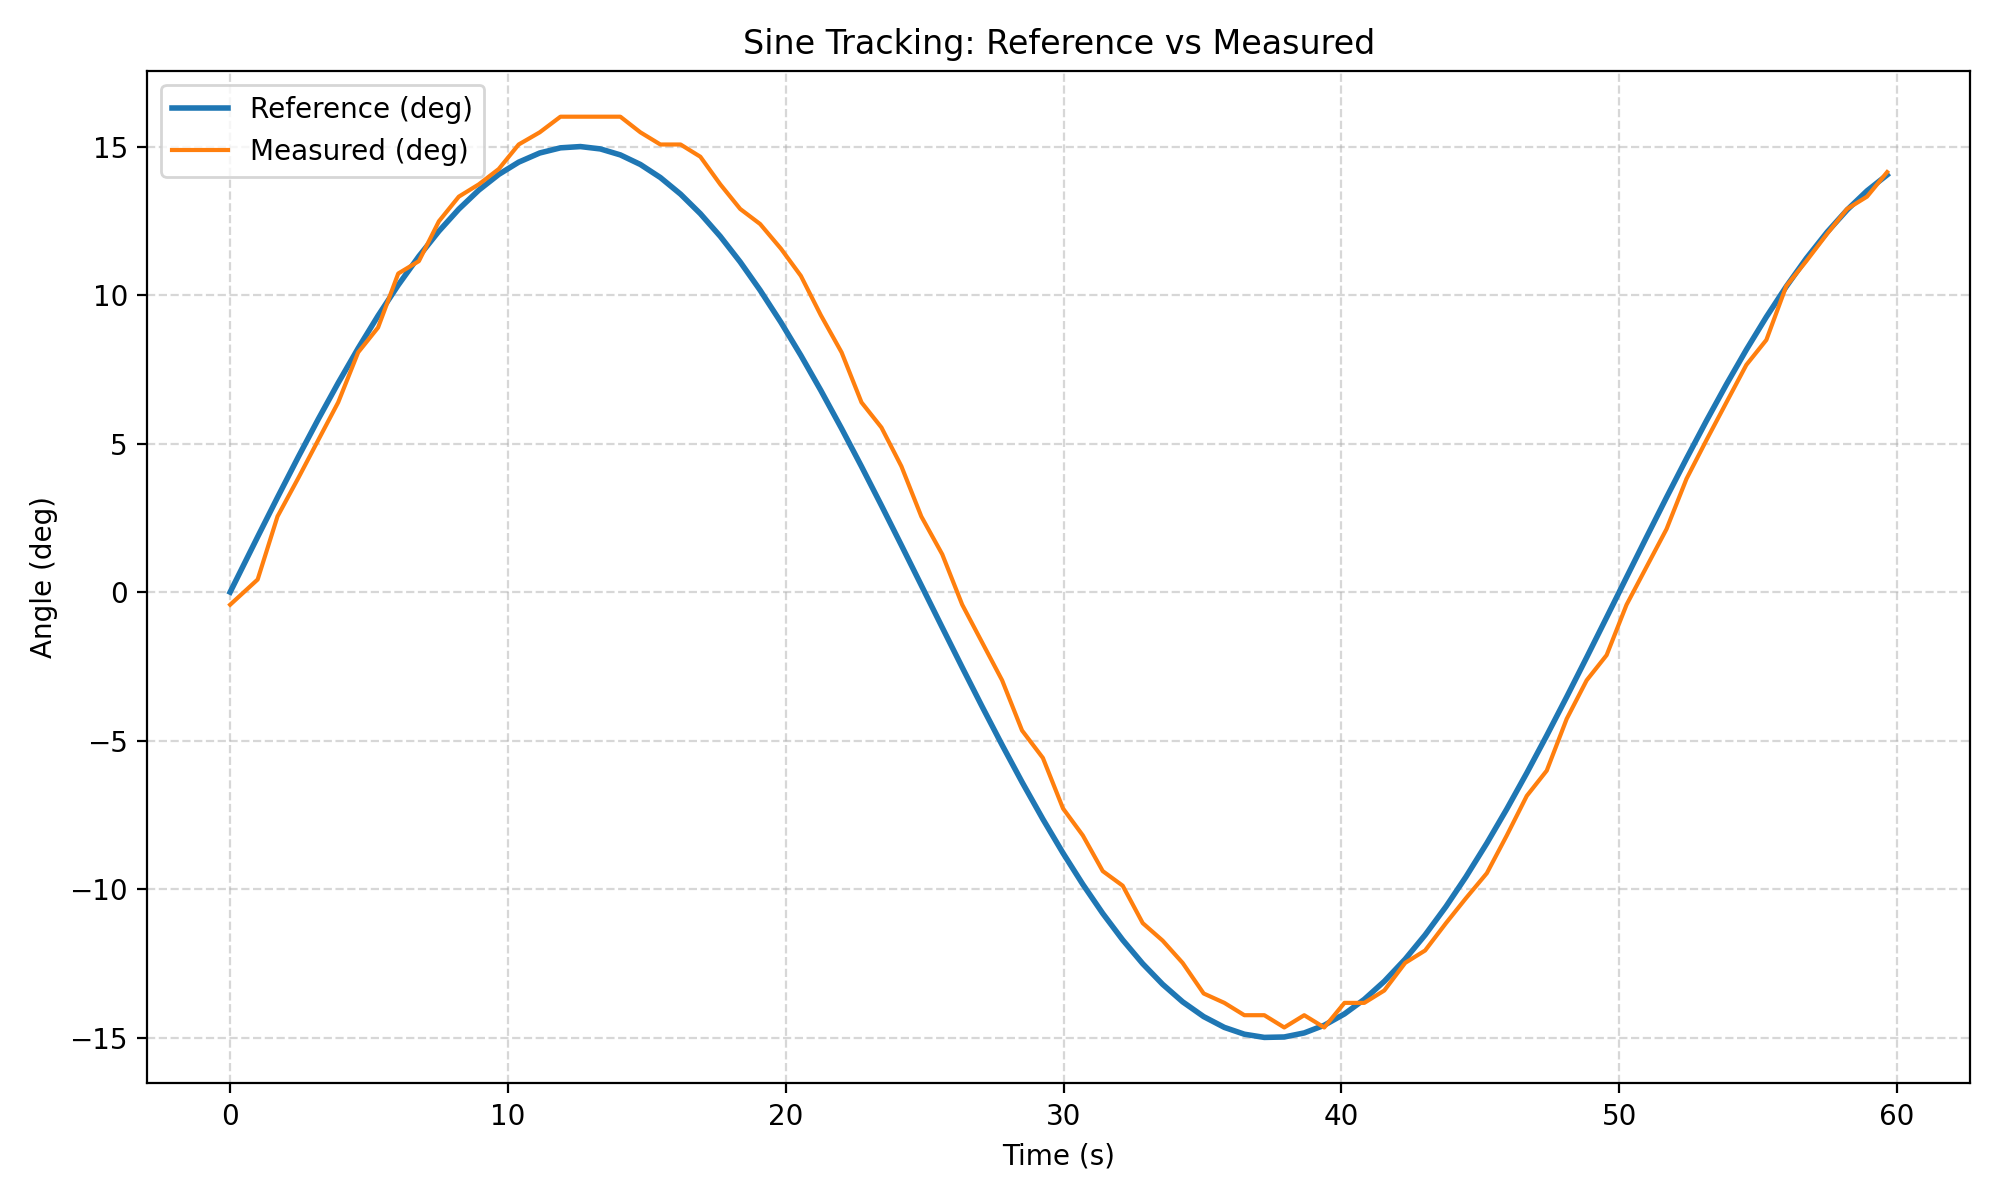 Sine Tracking: Reference vs Measured
Reference (deg)
Measured (deg)
15
10
5
0
−5
−10
−15
Angle (deg)
0 10 20 30 40 50 60
Time (s)